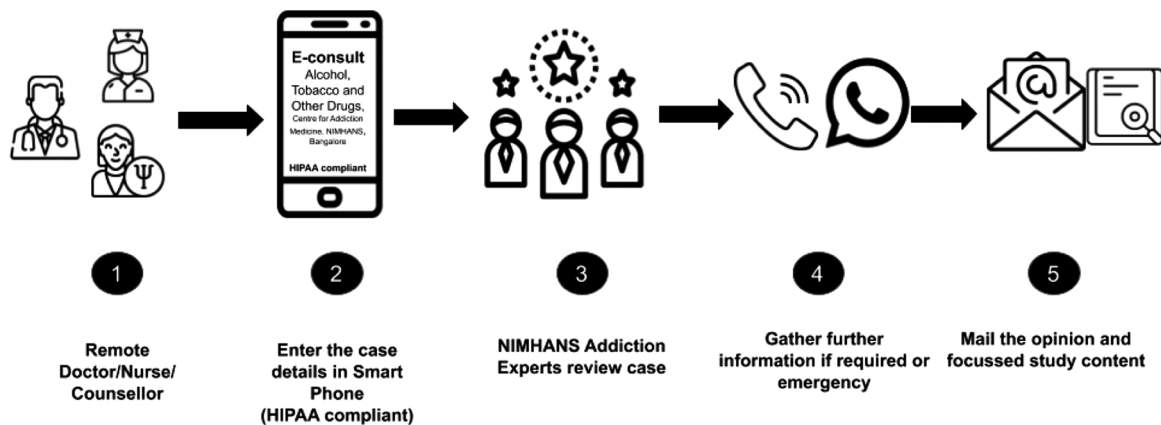 E-consult
Alcohol,
Tobacco and
Other Drugs,
Centre for Addiction
Medicine, NIMHANS,
Bangalore
HIPAA compliant
Ψ
@
1
2
3
4
5
Remote
Doctor/Nurse/
Counsellor
Enter the case
details in Smart
Phone
(HIPAA compliant)
NIMHANS Addiction
Experts review case
Gather further
information if required or
emergency
Mail the opinion and
focussed study content